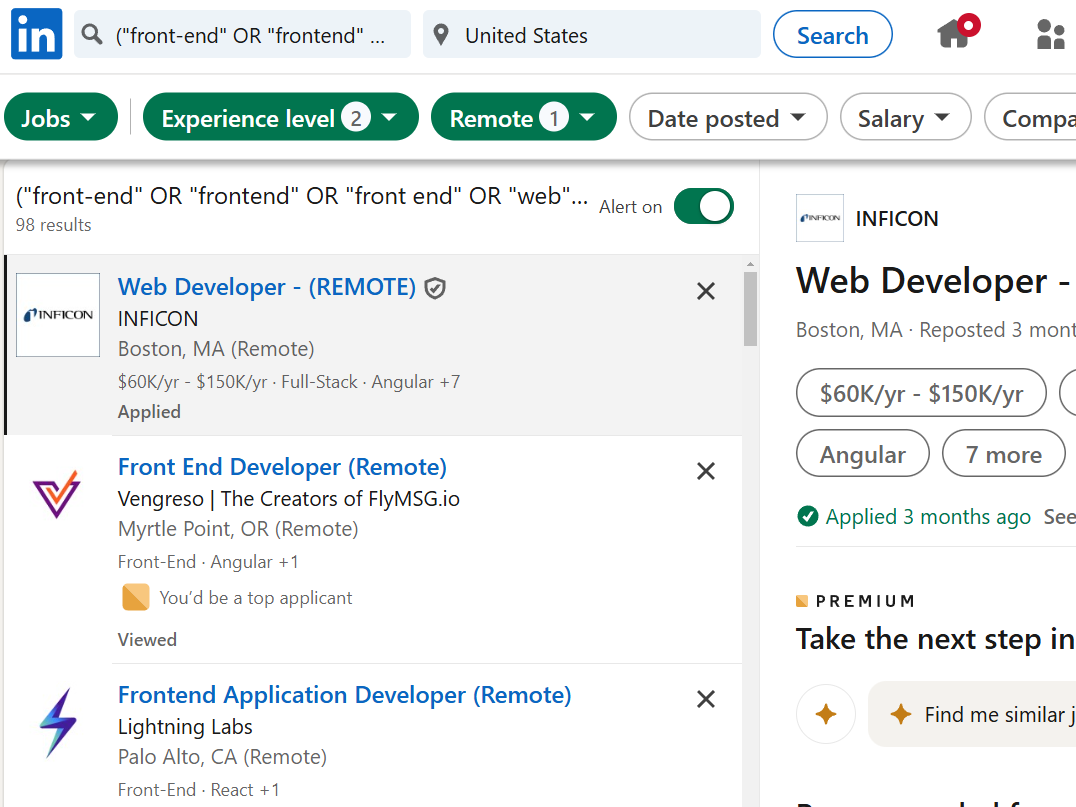 in
("front-end" OR "frontend" ...
United States
Search
Jobs
Experience level 2
Remote 1
Date posted
Salary
Compa
("front-end" OR "frontend" OR "front end" OR "web"...
Alert on
98 results
INFICON
Web Developer - (REMOTE)
INFICON
Boston, MA (Remote)
$60K/yr - $150K/yr · Full-Stack · Angular +7
Applied
Front End Developer (Remote)
Vengreso | The Creators of FlyMSG.io
Myrtle Point, OR (Remote)
Front-End · Angular +1
You’d be a top applicant
Viewed
Frontend Application Developer (Remote)
Lightning Labs
Palo Alto, CA (Remote)
Front-End · React +1
INFICON
INFICON
Web Developer -
Boston, MA · Reposted 3 mont
$60K/yr - $150K/yr
Angular
7 more
Applied 3 months ago See
PREMIUM
Take the next step in
Find me similar j